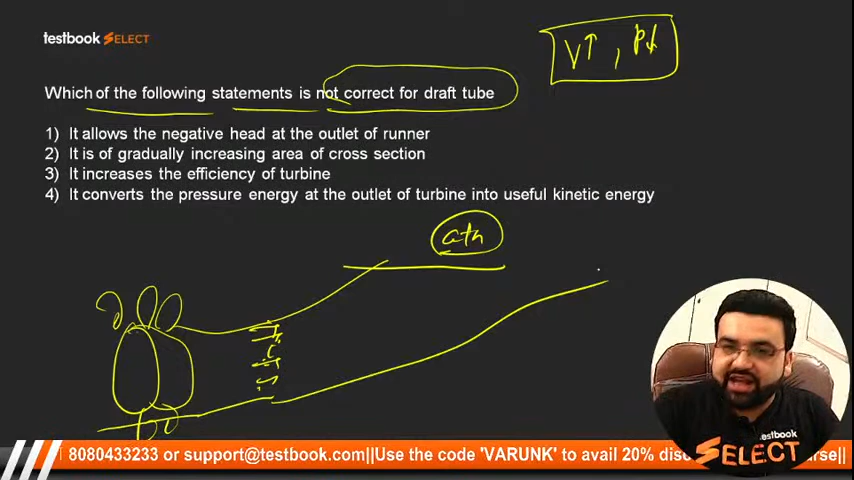 testbook SELECT
V↑ , P↓
Which of the following statements is not correct for draft tube
1) It allows the negative head at the outlet of runner
2) It is of gradually increasing area of cross section
3) It increases the efficiency of turbine
4) It converts the pressure energy at the outlet of turbine into useful kinetic energy
atm
testbook
SELECT
8080433233 or support@testbook.com||Use the code 'VARUNK' to avail 20% dis